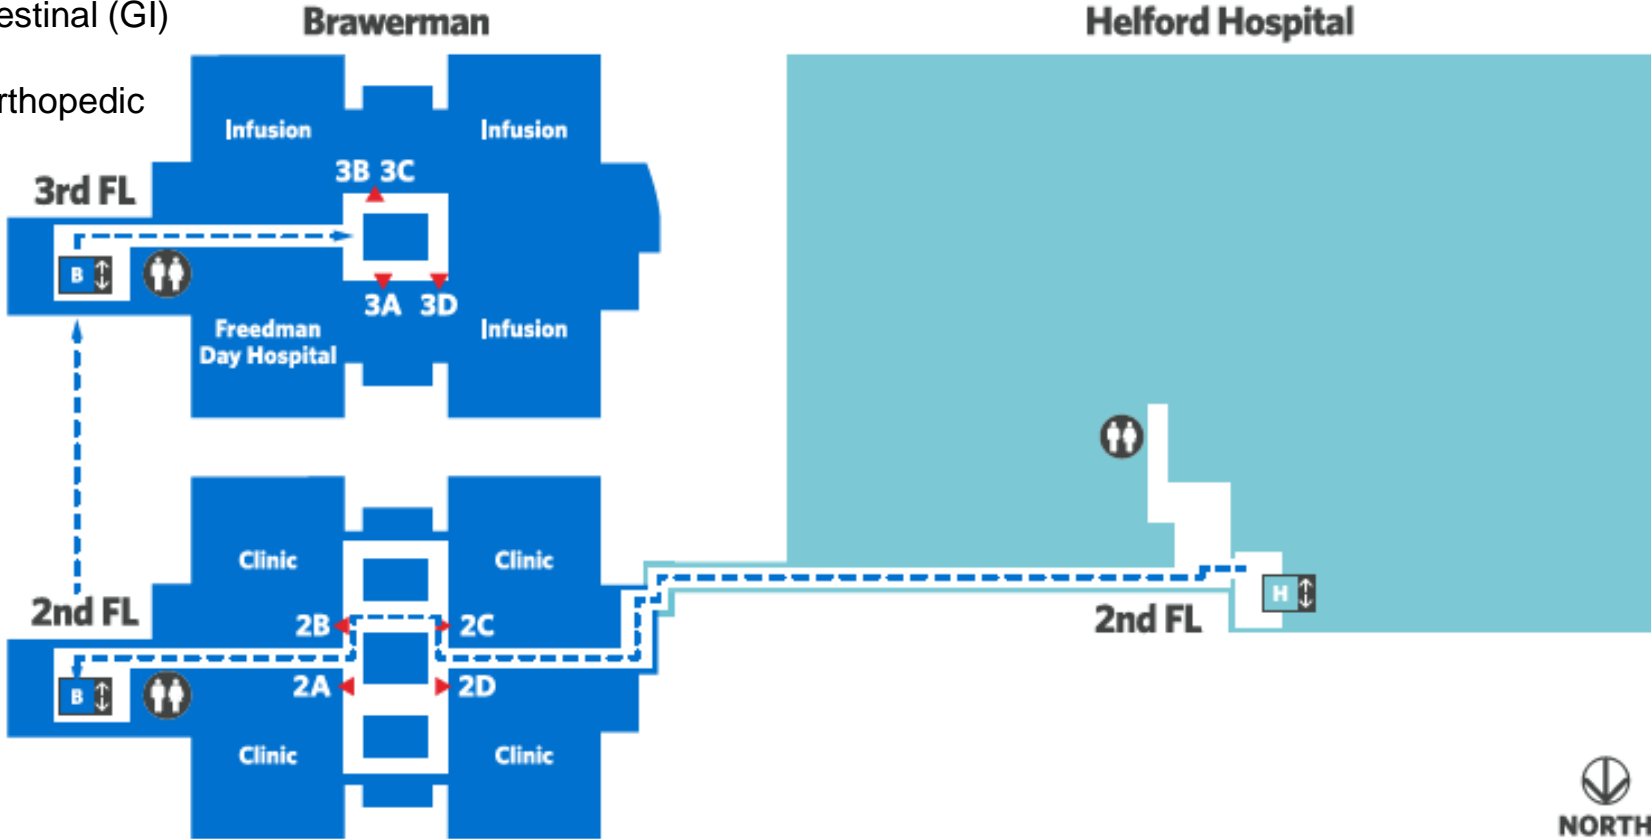 estinal (GI)
rthopedic
Brawerman
Helford Hospital
Infusion
Infusion
3B 3C
3rd FL
B
3A 3D
Freedman
Day Hospital
Infusion
Clinic
Clinic
2nd FL
2B
2C
B
2A
2D
Clinic
Clinic
H
2nd FL
NORTH